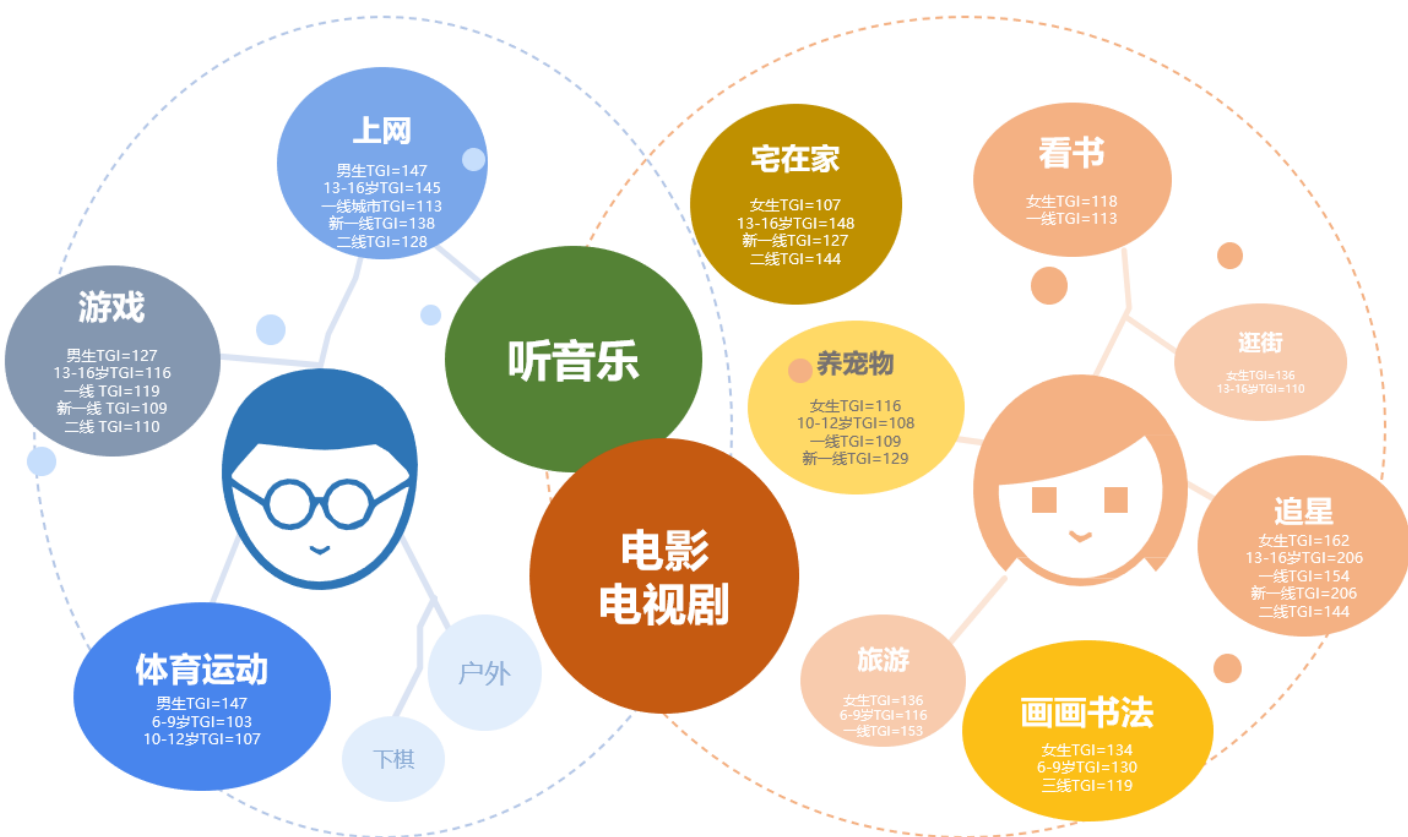 上网
男生TGI=147
13-16岁TGI=145
一线城市TGI=113
新一线TGI=138
二线TGI=128
游戏
男生TGI=127
13-16岁TGI=116
一线 TGI=119
新一线 TGI=109
二线 TGI=110
听音乐
电影
电视剧
体育运动
男生TGI=147
6-9岁TGI=103
10-12岁TGI=107
户外
下棋
宅在家
女生TGI=107
13-16岁TGI=148
新一线TGI=127
二线TGI=144
看书
女生TGI=118
一线TGI=113
养宠物
女生TGI=116
10-12岁TGI=108
一线TGI=109
新一线TGI=129
逛街
女生TGI=136
13-16岁TGI=110
追星
女生TGI=162
13-16岁TGI=206
一线TGI=154
新一线TGI=206
二线TGI=144
旅游
女生TGI=136
6-9岁TGI=116
一线TGI=153
画画书法
女生TGI=134
6-9岁TGI=130
三线TGI=119